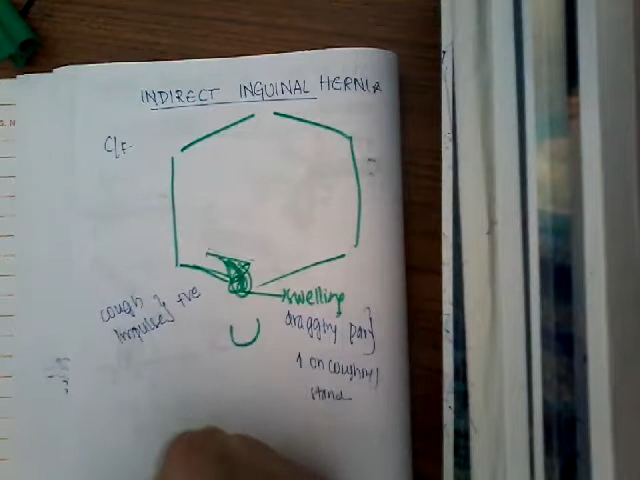 INDIRECT INGUINAL HERNIA
C/F-
swelling
cough } +ve
impulse
dragging pain }
↑ on coughing/
stand